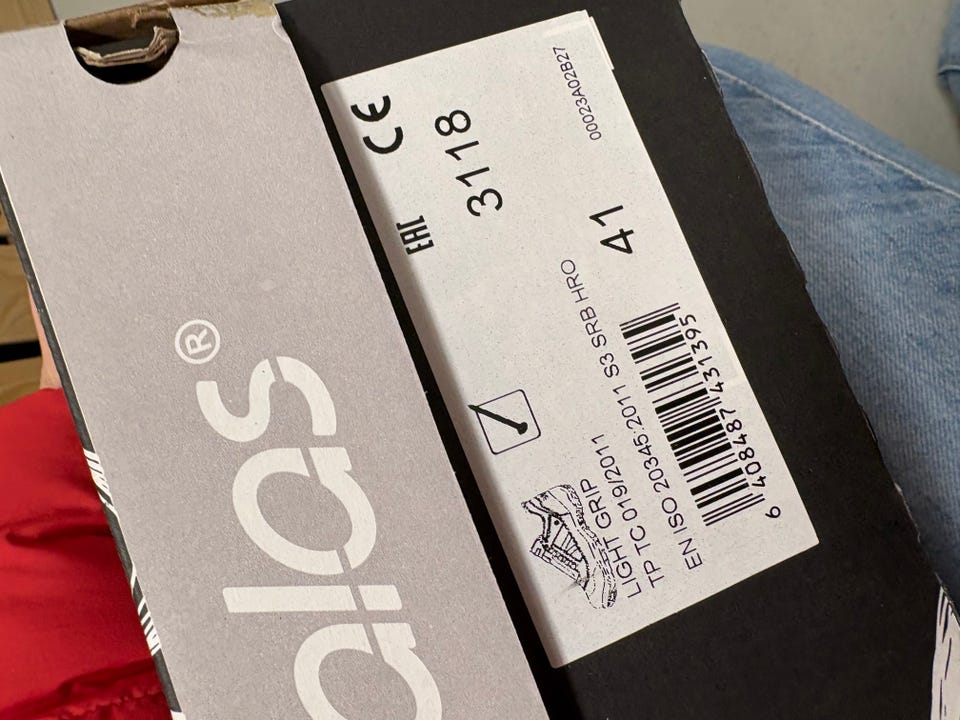 alas®
EAC CE
3118
00023A02B27
LIGHT GRIP
TP TC 019/2011
EN ISO 20345:2011 S3 SRB HRO
41
6 408487 431395